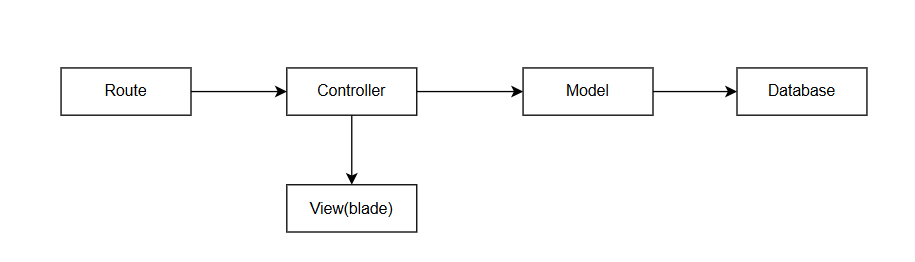 Route
Controller
Model
Database
View(blade)